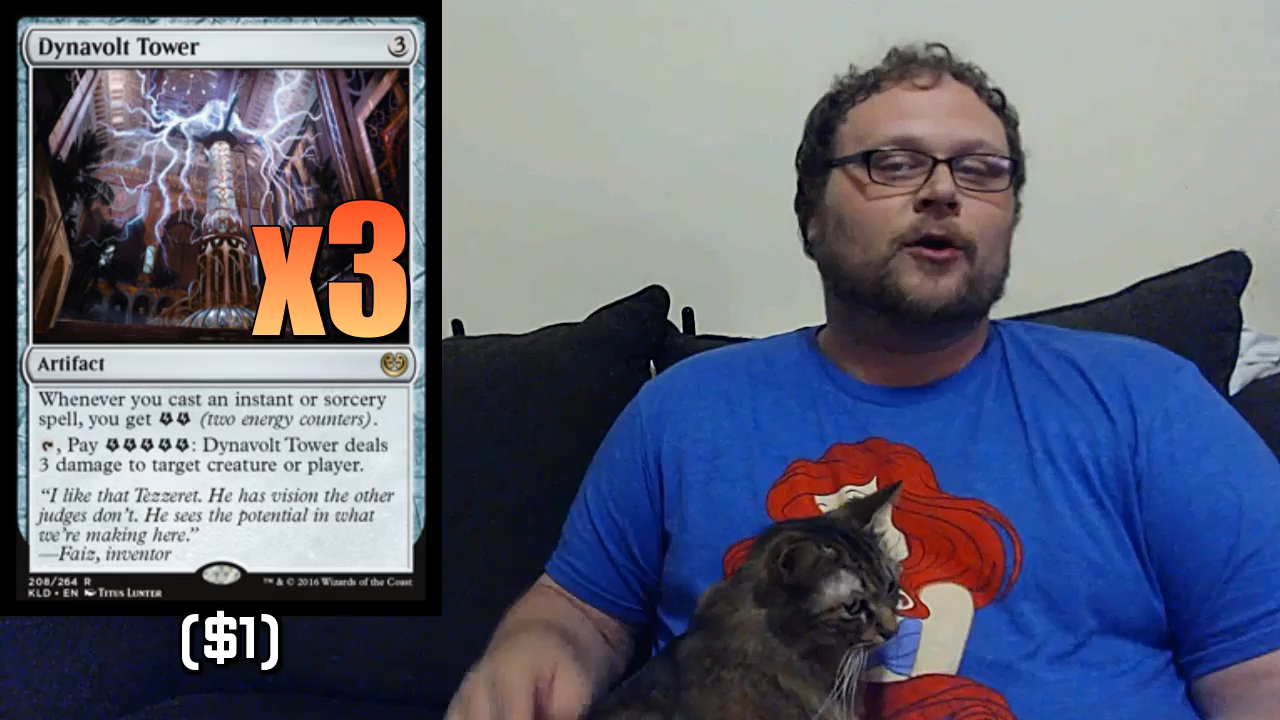 Dynavolt Tower 3
x3
Artifact
Whenever you cast an instant or sorcery
spell, you get (two energy counters).
, Pay : Dynavolt Tower deals
3 damage to target creature or player.
"I like that Tezzeret. He has vision the other
judges don't. He sees the potential in what
we're making here."
—Faiz, inventor
208/264 R
KLD • EN Titus Lunter
™ & © 2016 Wizards of the Coast
($1)